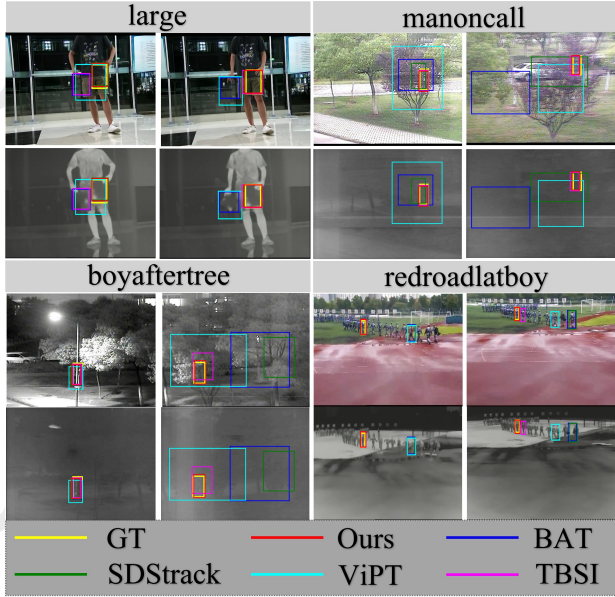 large
manoncall
boyaftertree
redroadlatboy
GT
Ours
BAT
SDStrack
ViPT
TBSI